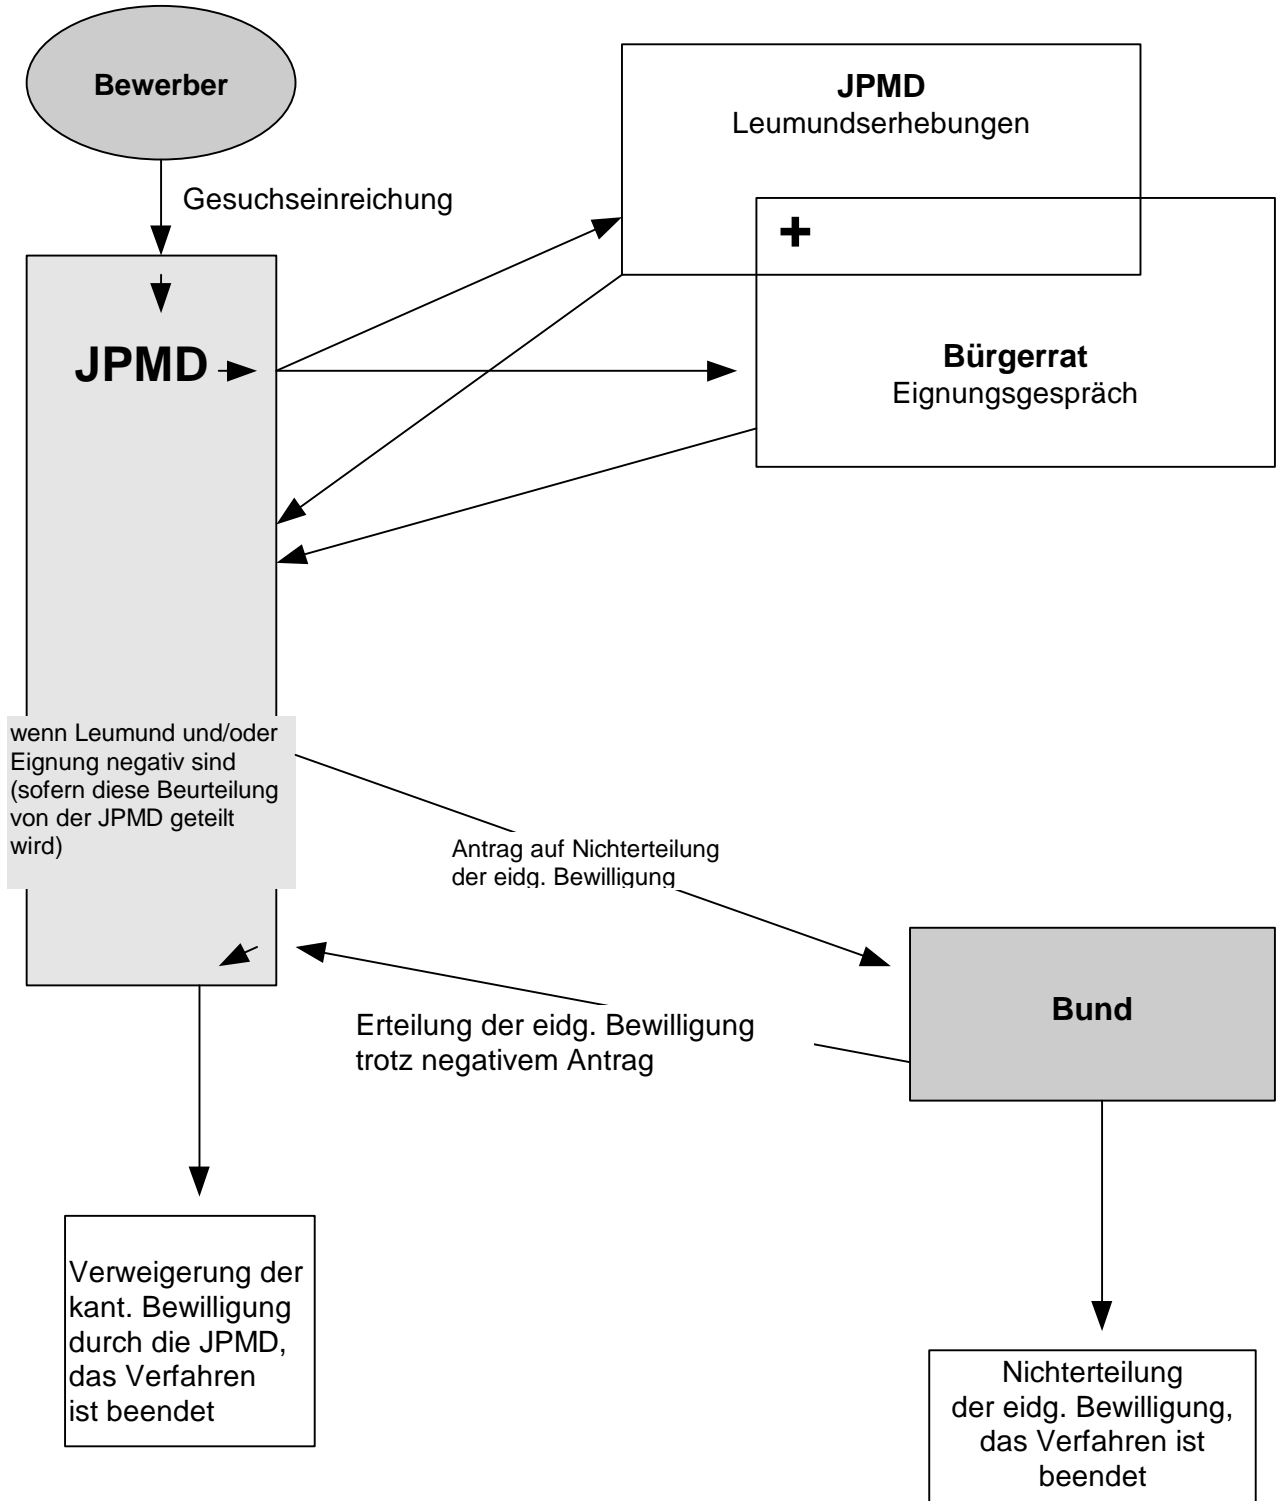 Bewerber
JPMD
Leumundserhebungen
Gesuchseinreichung
+
JPMD
Bürgerrat
Eignungsgespräch
wenn Leumund und/oder
Eignung negativ sind
(sofern diese Beurteilung
von der JPMD geteilt
wird)
Antrag auf Nichterteilung
der eidg. Bewilligung
Bund
Erteilung der eidg. Bewilligung
trotz negativem Antrag
Verweigerung der
kant. Bewilligung
durch die JPMD,
das Verfahren
ist beendet
Nichterteilung
der eidg. Bewilligung,
das Verfahren ist
beendet